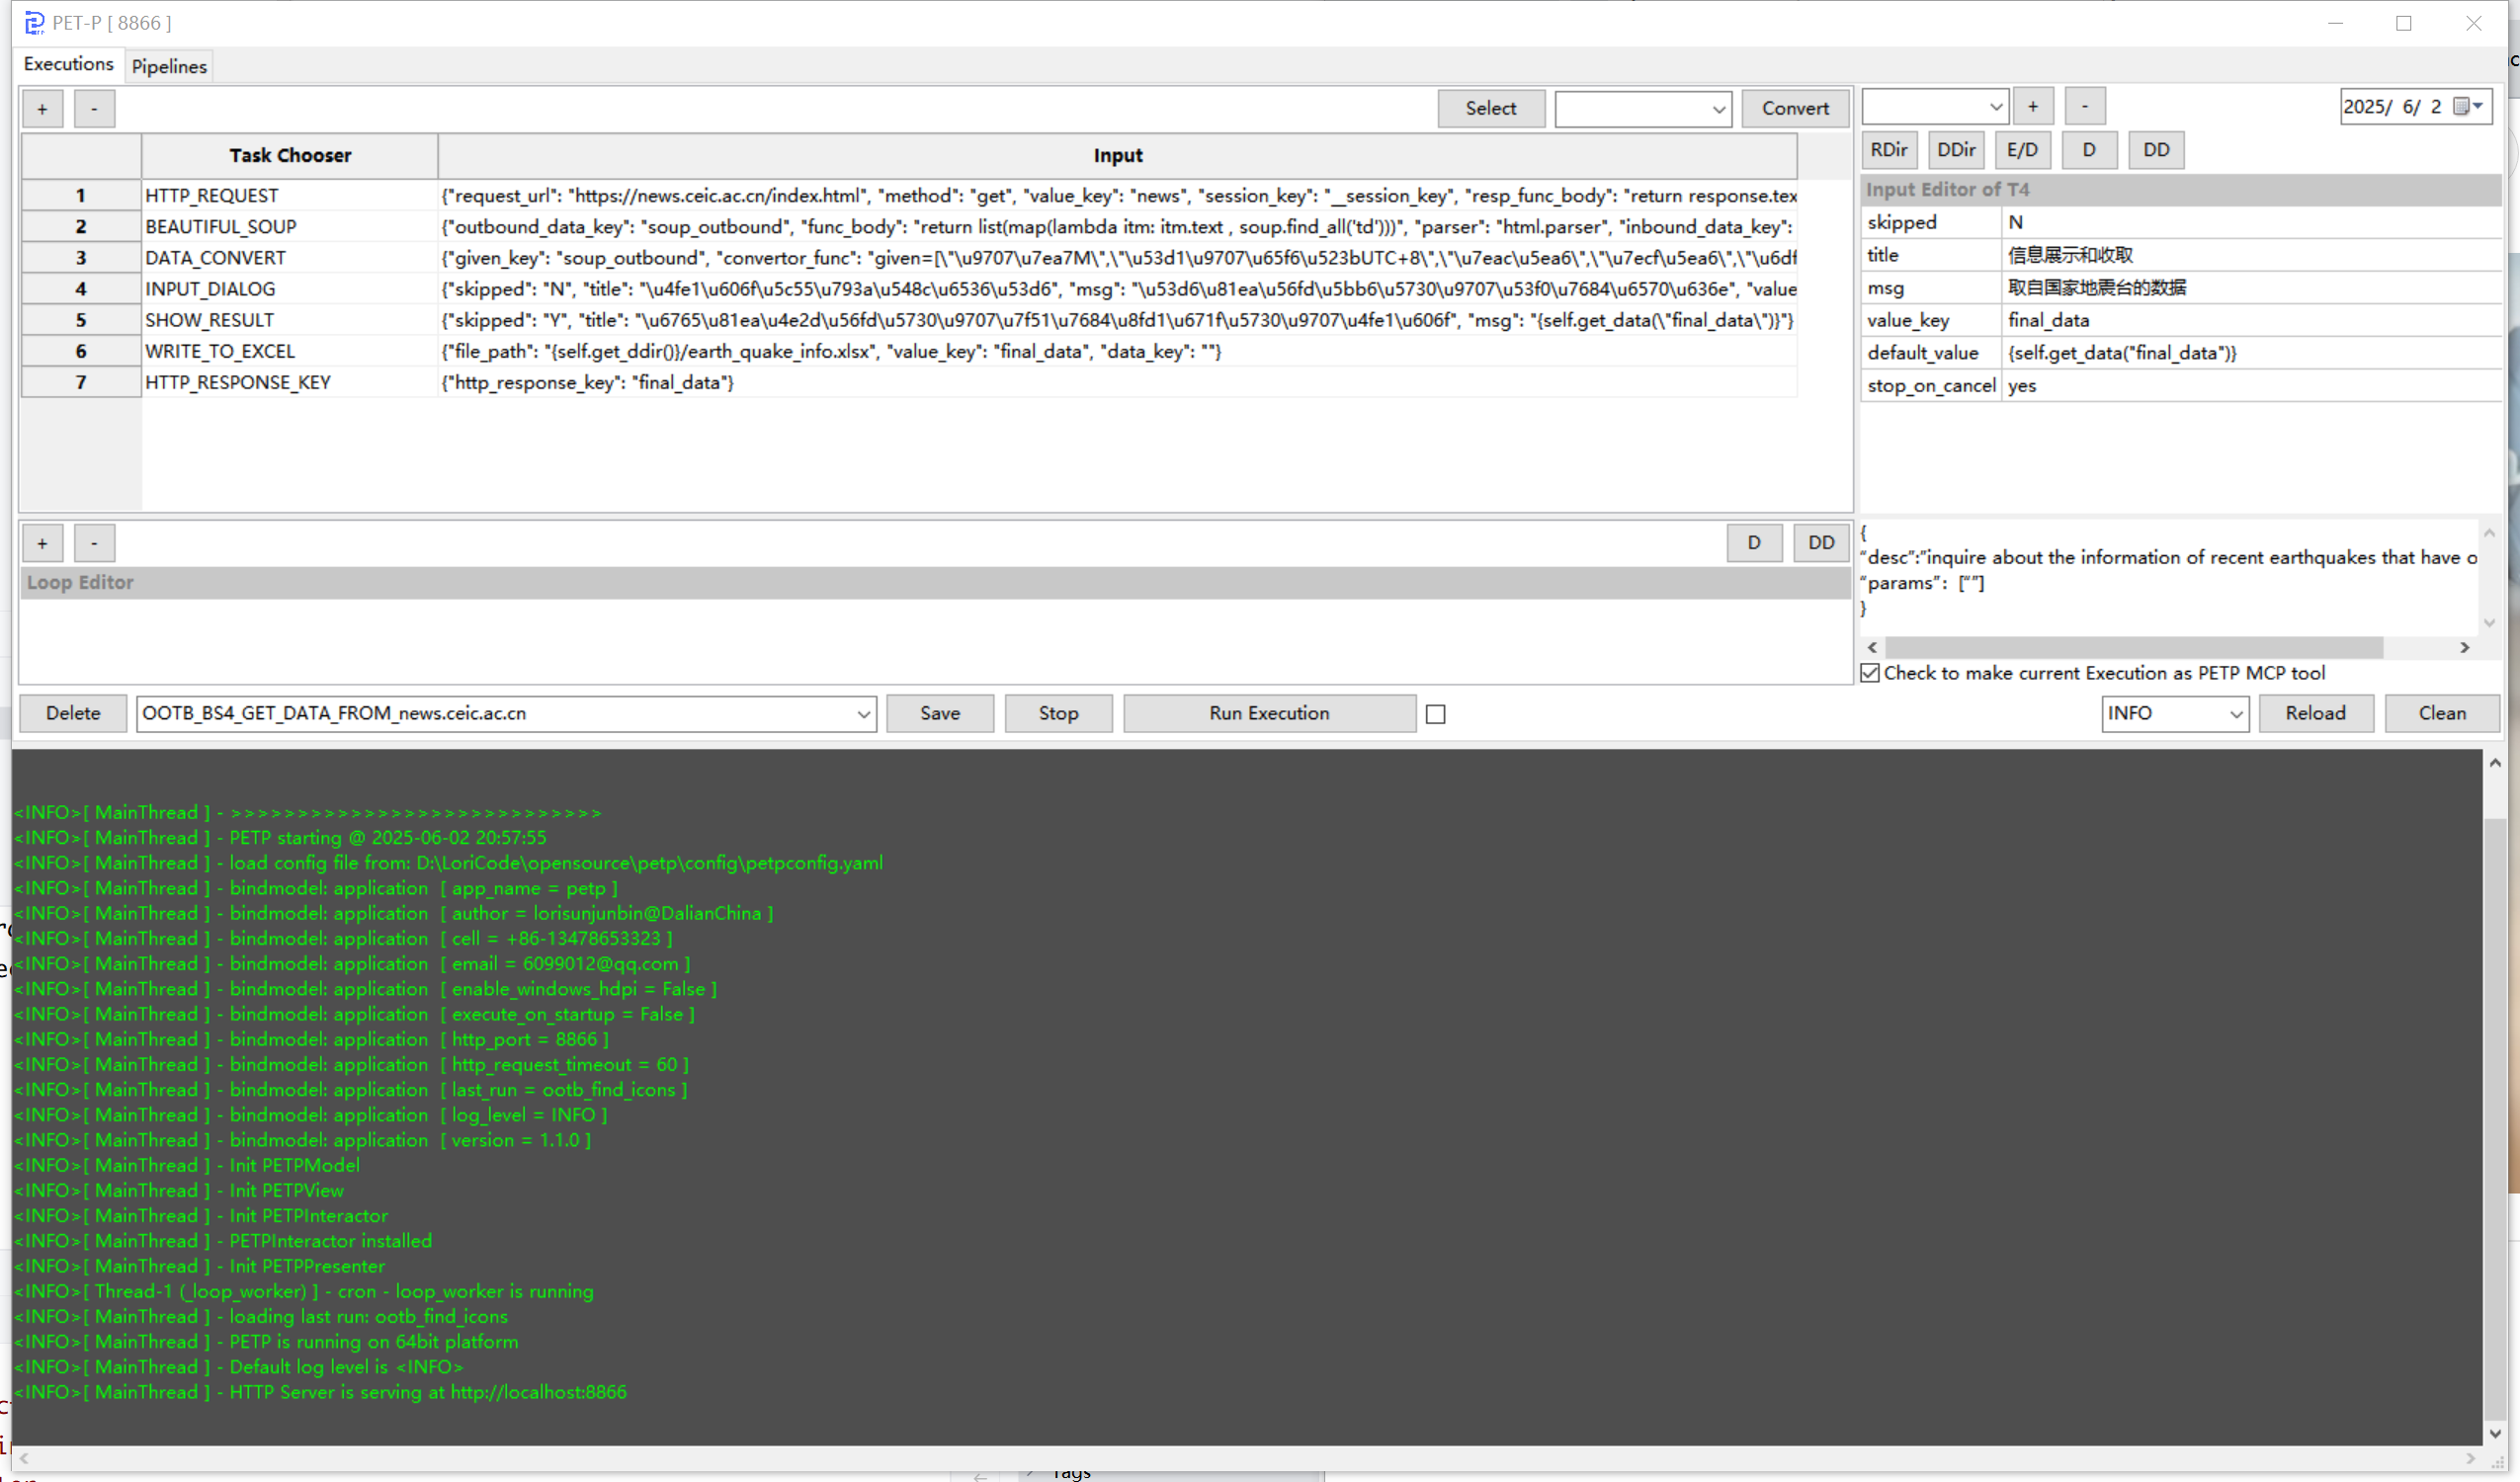 PET-P [ 8866 ]
Executions Pipelines
+ - Select Convert
Task Chooser Input
1 HTTP_REQUEST {"request_url": "https://news.ceic.ac.cn/index.html", "method": "get", "value_key": "news", "session_key": "__session_key", "resp_func_body": "return response.tex
2 BEAUTIFUL_SOUP {"outbound_data_key": "soup_outbound", "func_body": "return list(map(lambda itm: itm.text , soup.find_all('td')))", "parser": "html.parser", "inbound_data_key":
3 DATA_CONVERT {"given_key": "soup_outbound", "convertor_func": "given=[\"\u9707\u7ea7M\",\"\u53d1\u9707\u65f6\u523bUTC+8\",\"\u7eac\u5ea6\",\"\u7ecf\u5ea6\",\"\u6df
4 INPUT_DIALOG {"skipped": "N", "title": "\u4fe1\u606f\u5c55\u793a\u548c\u6536\u53d6", "msg": "\u53d6\u81ea\u56fd\u5bb6\u5730\u9707\u53f0\u7684\u6570\u636e", "value
5 SHOW_RESULT {"skipped": "Y", "title": "\u6765\u81ea\u4e2d\u56fd\u5730\u9707\u7f51\u7684\u8fd1\u671f\u5730\u9707\u4fe1\u606f", "msg": "{self.get_data(\"final_data\")}"}
6 WRITE_TO_EXCEL {"file_path": "{self.get_ddir()}/earth_quake_info.xlsx", "value_key": "final_data", "data_key": ""}
7 HTTP_RESPONSE_KEY {"http_response_key": "final_data"}
+ - 2025/ 6/ 2
RDir DDir E/D D DD
Input Editor of T4
skipped N
title 信息展示和收取
msg 取自国家地震台的数据
value_key final_data
default_value {self.get_data("final_data")}
stop_on_cancel yes
+ - D DD
Loop Editor
{
"desc":"inquire about the information of recent earthquakes that have o
"params": [""]
}
Check to make current Execution as PETP MCP tool
Delete OOTB_BS4_GET_DATA_FROM_news.ceic.ac.cn Save Stop Run Execution INFO Reload Clean
<INFO>[ MainThread ] - >>>>>>>>>>>>>>>>>>>>>>>>>>>>
<INFO>[ MainThread ] - PETP starting @ 2025-06-02 20:57:55
<INFO>[ MainThread ] - load config file from: D:\LoriCode\opensource\petp\config\petpconfig.yaml
<INFO>[ MainThread ] - bindmodel: application [ app_name = petp ]
<INFO>[ MainThread ] - bindmodel: application [ author = lorisunjunbin@DalianChina ]
<INFO>[ MainThread ] - bindmodel: application [ cell = +86-13478653323 ]
<INFO>[ MainThread ] - bindmodel: application [ email = 6099012@qq.com ]
<INFO>[ MainThread ] - bindmodel: application [ enable_windows_hdpi = False ]
<INFO>[ MainThread ] - bindmodel: application [ execute_on_startup = False ]
<INFO>[ MainThread ] - bindmodel: application [ http_port = 8866 ]
<INFO>[ MainThread ] - bindmodel: application [ http_request_timeout = 60 ]
<INFO>[ MainThread ] - bindmodel: application [ last_run = ootb_find_icons ]
<INFO>[ MainThread ] - bindmodel: application [ log_level = INFO ]
<INFO>[ MainThread ] - bindmodel: application [ version = 1.1.0 ]
<INFO>[ MainThread ] - Init PETPModel
<INFO>[ MainThread ] - Init PETPView
<INFO>[ MainThread ] - Init PETPInteractor
<INFO>[ MainThread ] - PETPInteractor installed
<INFO>[ MainThread ] - Init PETPPresenter
<INFO>[ Thread-1 (_loop_worker) ] - cron - loop_worker is running
<INFO>[ MainThread ] - loading last run: ootb_find_icons
<INFO>[ MainThread ] - PETP is running on 64bit platform
<INFO>[ MainThread ] - Default log level is <INFO>
<INFO>[ MainThread ] - HTTP Server is serving at http://localhost:8866
Tags